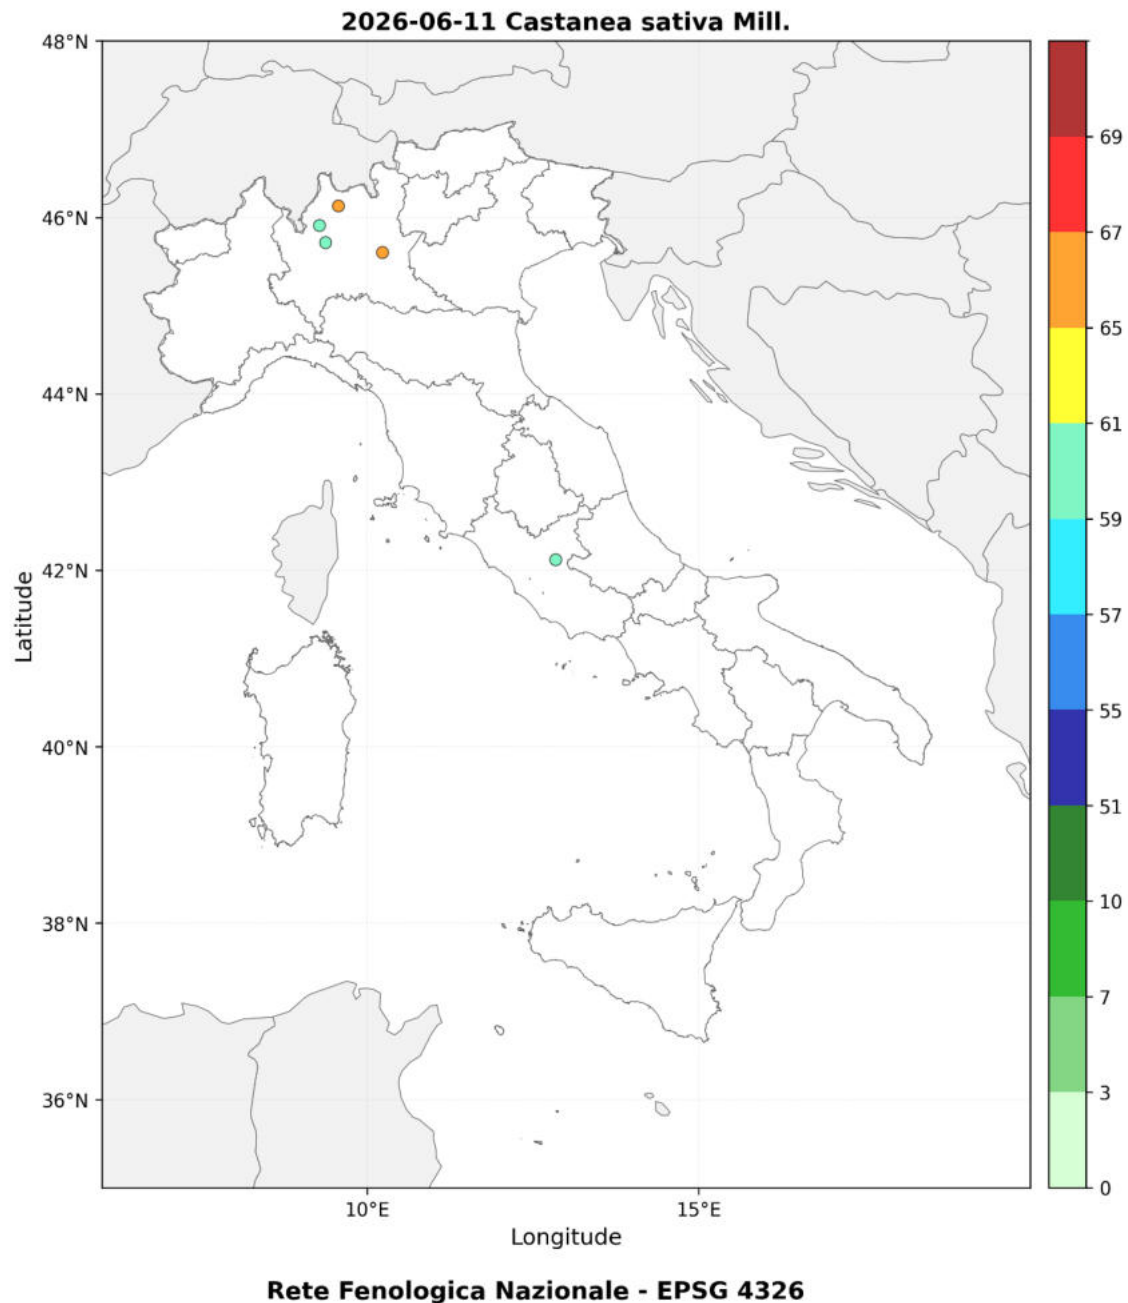 2026-06-11 Castanea sativa Mill.
48°N
46°N
44°N
42°N
40°N
38°N
36°N
Latitude
10°E
15°E
Longitude
69
67
65
61
59
57
55
51
10
7
3
0
Rete Fenologica Nazionale - EPSG 4326